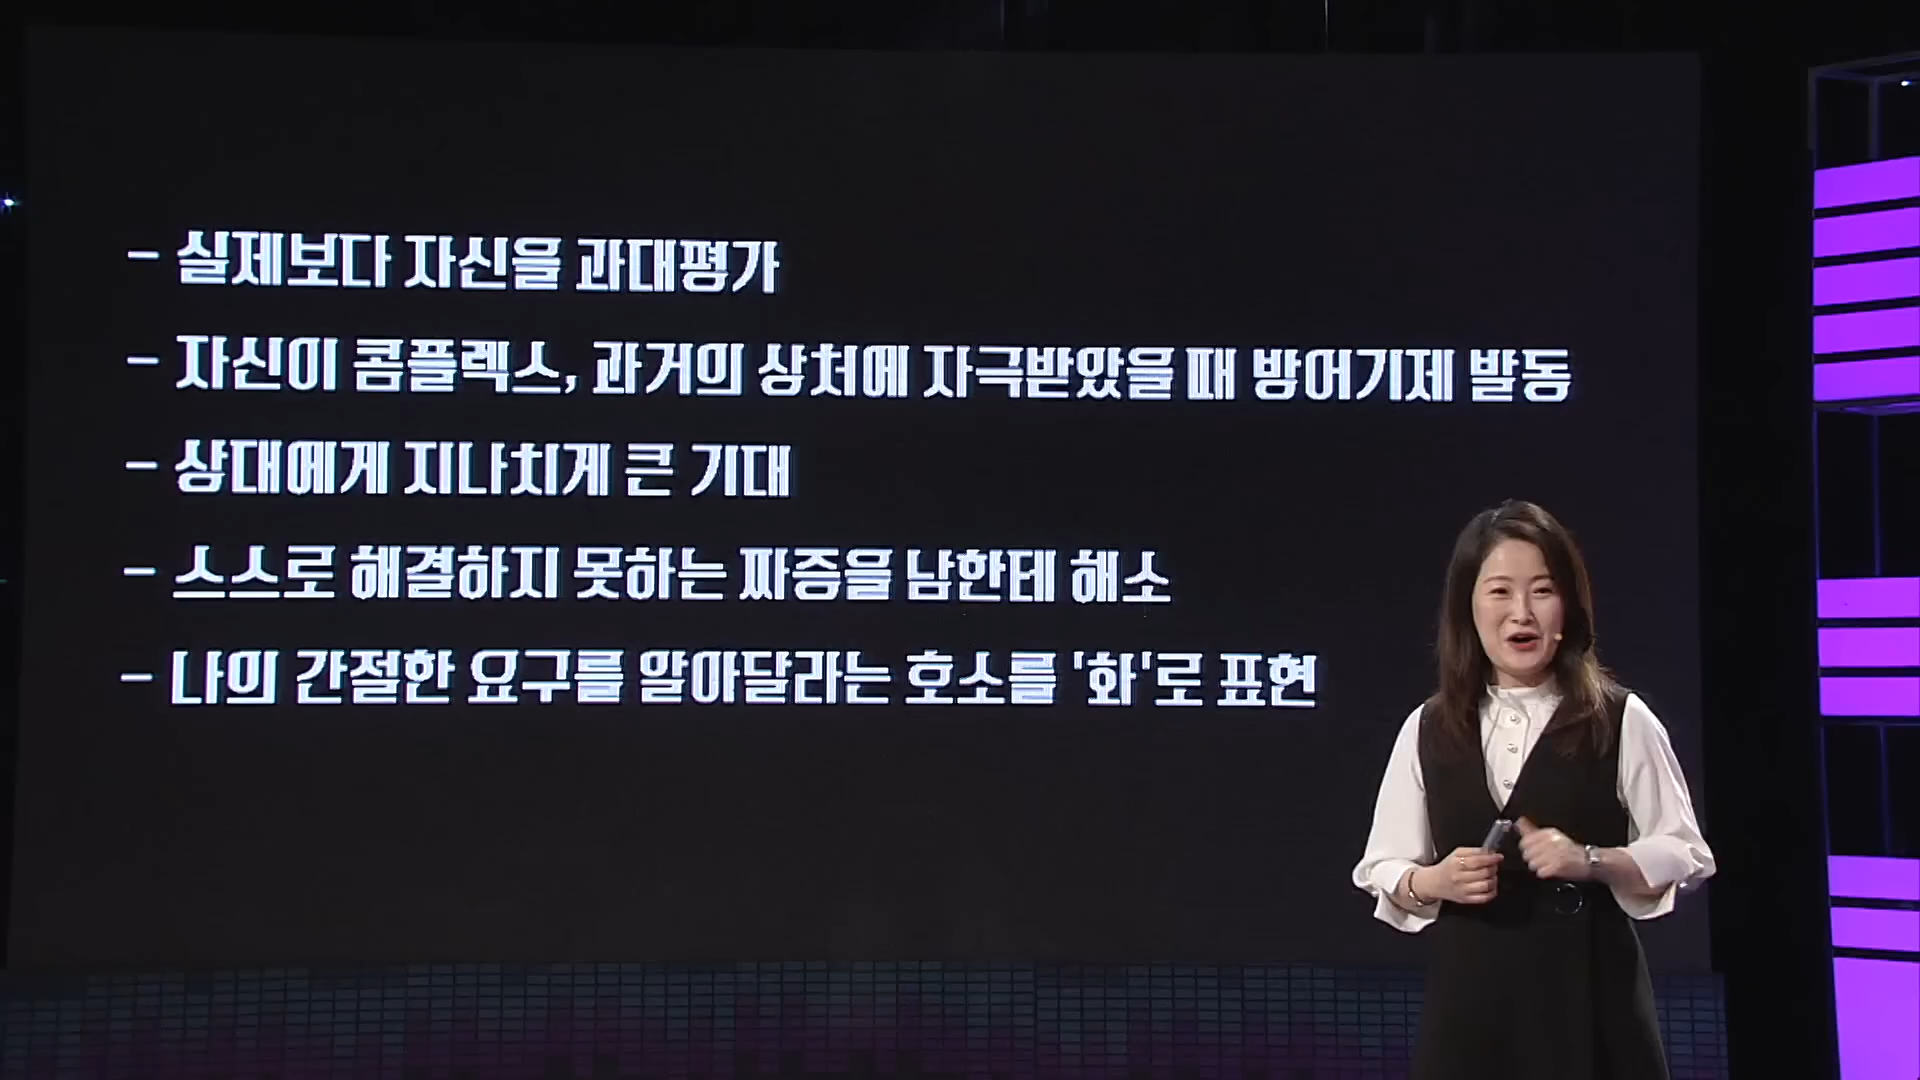 - 실제보다 자신을 과대평가
- 자신이 콤플렉스, 과거의 상처에 자극받았을 때 방어기제 발동
- 상대에게 지나치게 큰 기대
- 스스로 해결하지 못하는 짜증을 남한테 해소
- 나의 간절한 요구를 알아달라는 호소를 '화'로 표현